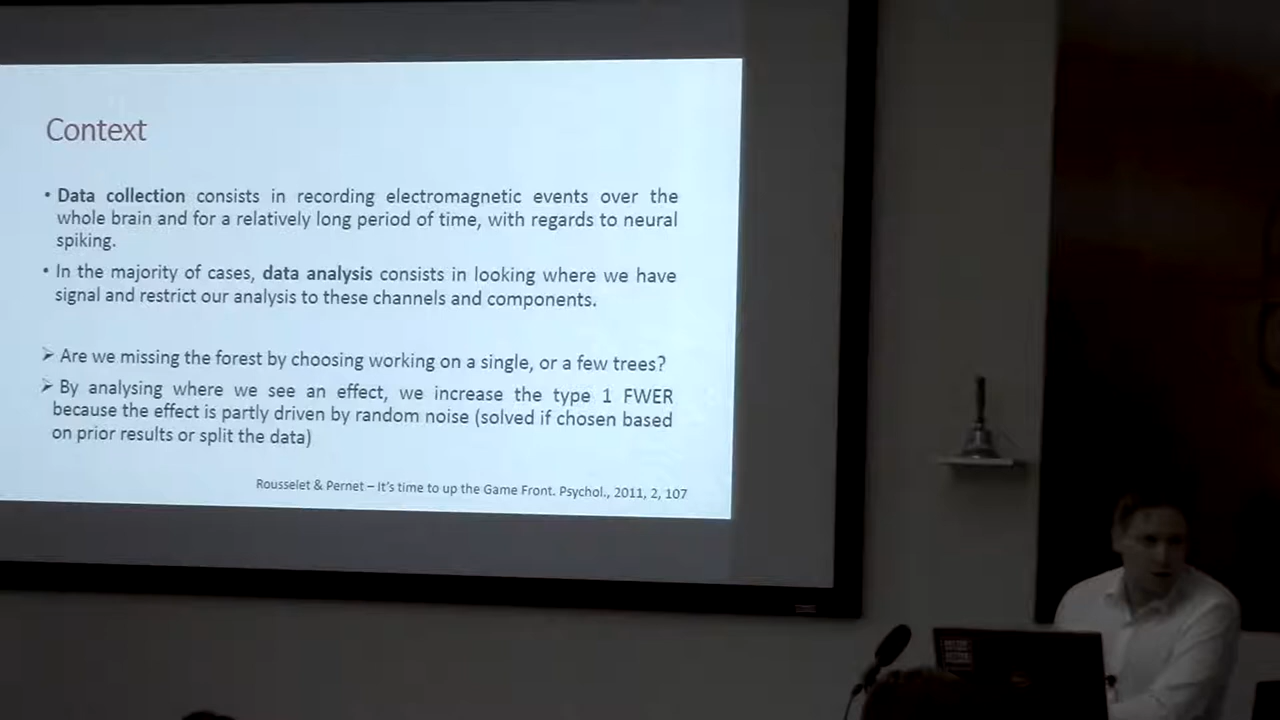 Context
• Data collection consists in recording electromagnetic events over the
whole brain and for a relatively long period of time, with regards to neural
spiking.
• In the majority of cases, data analysis consists in looking where we have
signal and restrict our analysis to these channels and components.
➢ Are we missing the forest by choosing working on a single, or a few trees?
➢ By analysing where we see an effect, we increase the type 1 FWER
because the effect is partly driven by random noise (solved if chosen based
on prior results or split the data)
Rousselet & Pernet – It's time to up the Game Front. Psychol., 2011, 2, 107